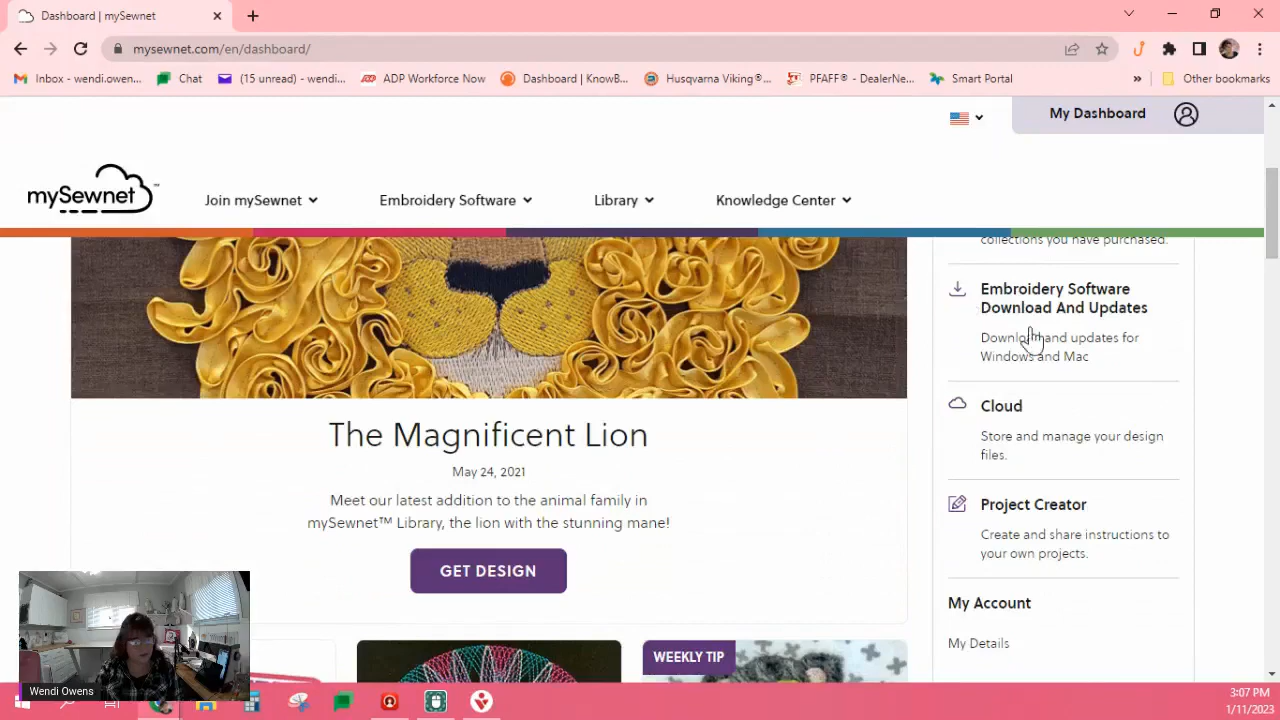 Dashboard | mySewnet
mysewnet.com/en/dashboard/
Inbox - wendi.owen... Chat (15 unread) - wendi... ADP Workforce Now Dashboard | KnowB... Husqvarna Viking®... PFAFF® - DealerNe... Smart Portal » Other bookmarks
My Dashboard
mySewnet™ Join mySewnet Embroidery Software Library Knowledge Center
collections you have purchased.
Embroidery Software
Download And Updates
Download and updates for
Windows and Mac
Cloud
Store and manage your design
files.
Project Creator
Create and share instructions to
your own projects.
My Account
My Details
The Magnificent Lion
May 24, 2021
Meet our latest addition to the animal family in
mySewnet™ Library, the lion with the stunning mane!
GET DESIGN
WEEKLY TIP
Wendi Owens
3:07 PM
1/11/2023